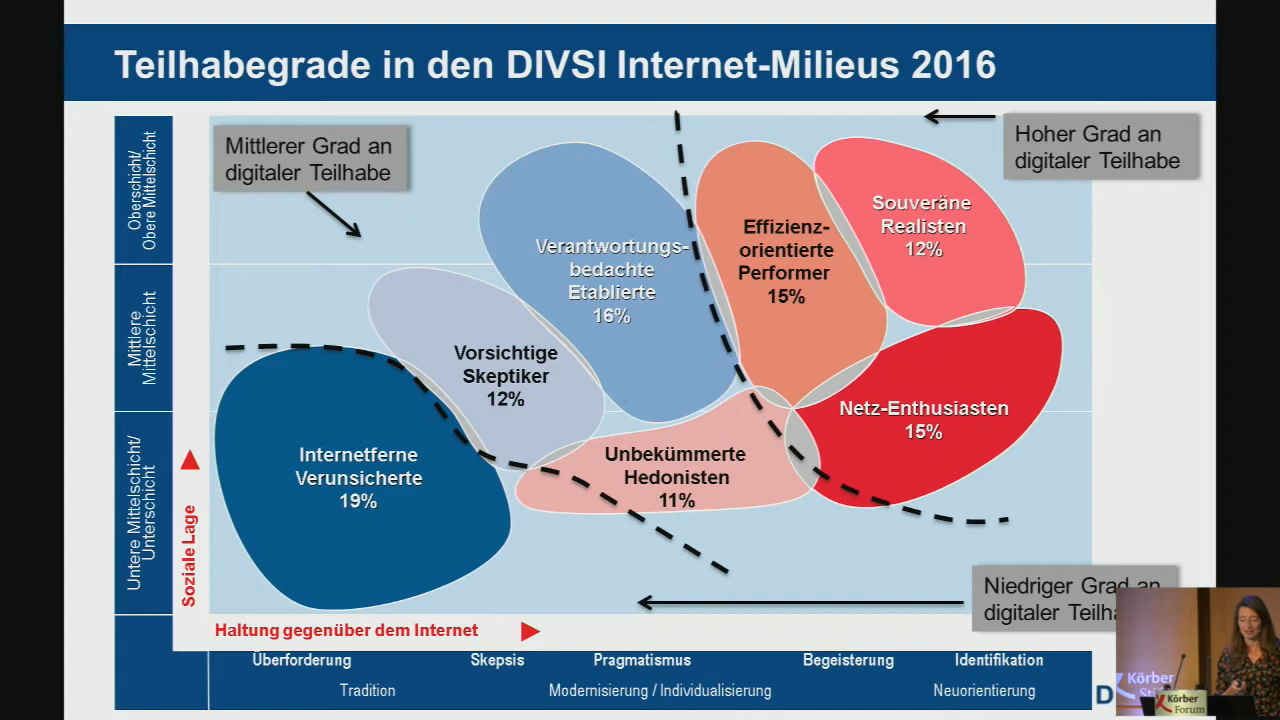 Teilhabegrade in den DIVSI Internet-Milieus 2016
Oberschicht/
Obere Mittelschicht
Mittlere
Mittelschicht
Untere Mittelschicht/
Unterschicht
Soziale Lage
Mittlerer Grad an
digitaler Teilhabe
Hoher Grad an
digitaler Teilhabe
Verantwortungs-
bedachte
Etablierte
16%
Effizienz-
orientierte
Performer
15%
Souveräne
Realisten
12%
Vorsichtige
Skeptiker
12%
Netz-Enthusiasten
15%
Internetferne
Verunsicherte
19%
Unbekümmerte
Hedonisten
11%
Niedriger Grad an
digitaler
Haltung gegenüber dem Internet
Überforderung
Skepsis
Pragmatismus
Begeisterung
Identifikation
Tradition
Modernisierung / Individualisierung
Neuorientierung
D
Körber
Körber
Forum